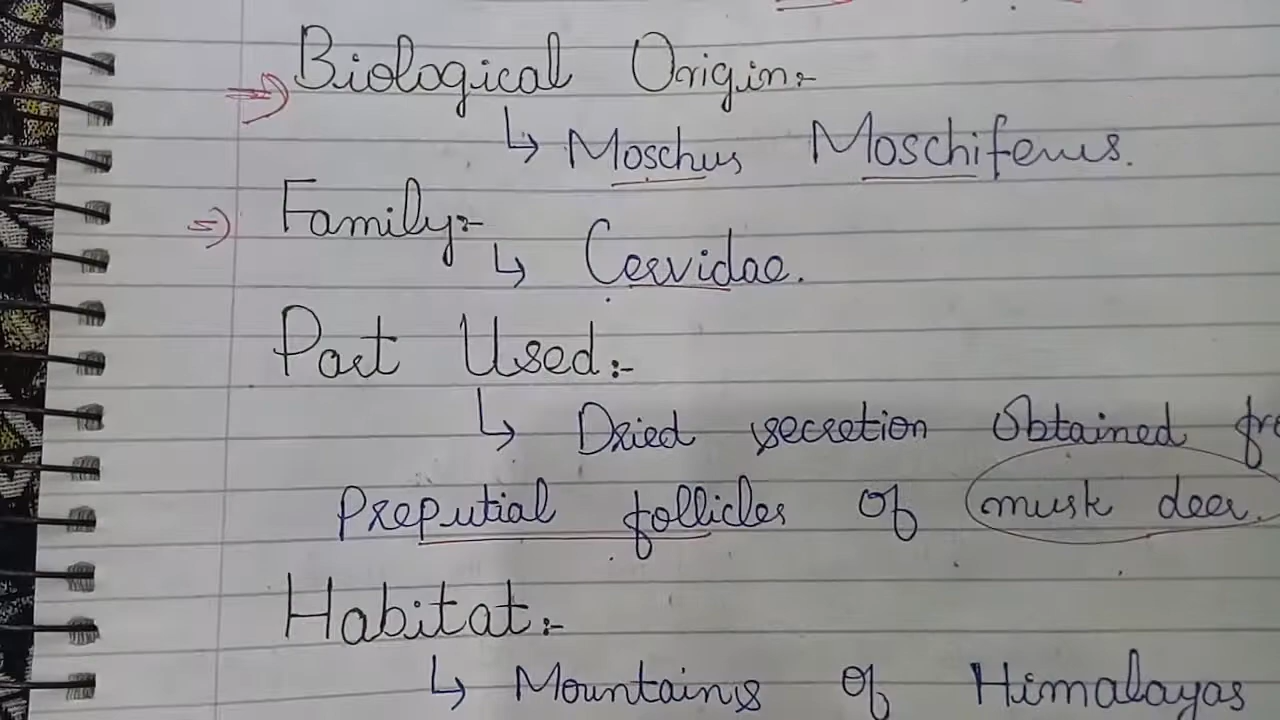 Biological Origin:-
↳ Moschus Moschiferus.
Family:-
↳ Cervidae.
Part Used:-
↳ Dried secretion Obtained fro
Preputial follicles of musk deer.
Habitat:-
↳ Mountains of Himalayas